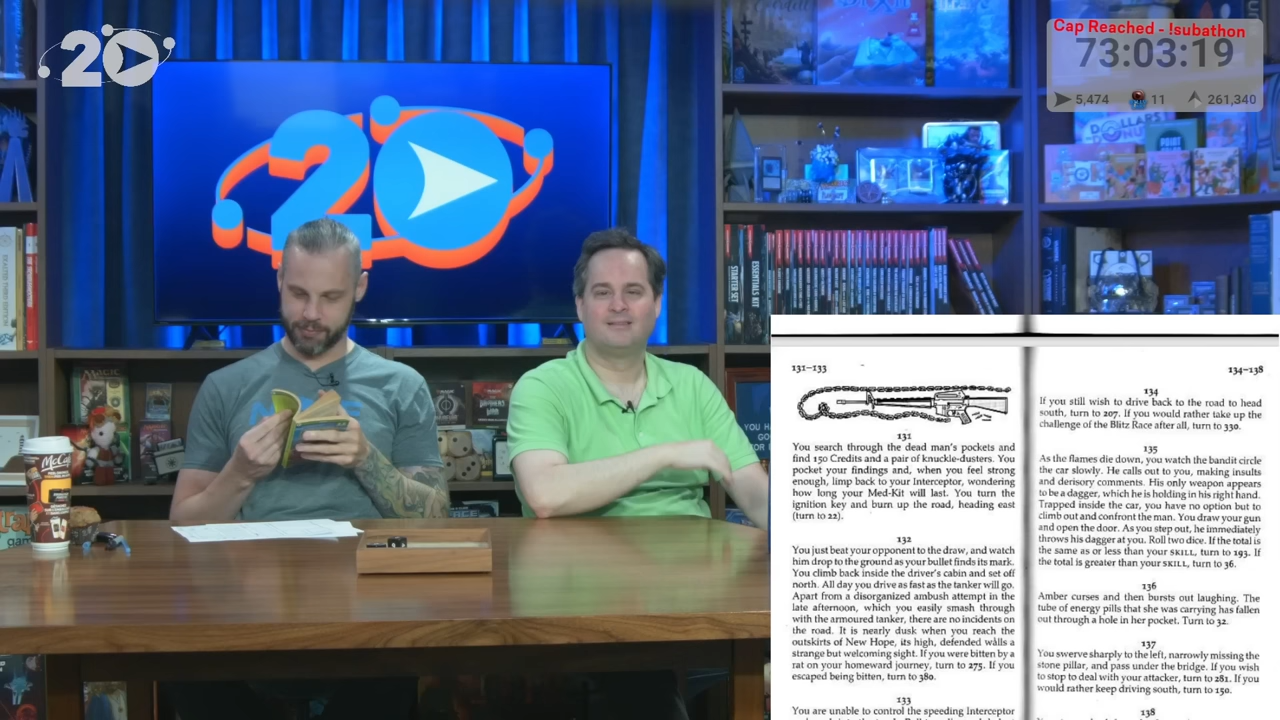 20
Cap Reached - !subathon
73:03:19
5,474 11 261,340
20
STARTER SET
ESSENTIALS KIT
McCafé
131-133
131
You search through the dead man's pockets and
find 150 Credits and a pair of knuckle-dusters. You
pocket your findings and, when you feel strong
enough, limp back to your Interceptor, wondering
how long your Med-Kit will last. You turn the
ignition key and burn up the road, heading east
(turn to 22).
132
You just beat your opponent to the draw, and watch
him drop to the ground as your bullet finds its mark.
You climb back inside the driver's cabin and set off
north. All day you drive as fast as the tanker will go.
Apart from a disorganized ambush attempt in the
late afternoon, which you easily smash through
with the armoured tanker, there are no incidents on
the road. It is nearly dusk when you reach the
outskirts of New Hope, its high, defended walls a
strange but welcoming sight. If you were bitten by a
rat on your homeward journey, turn to 275. If you
escaped being bitten, turn to 380.
133
You are unable to control the speeding Interceptor
134-138
134
If you still wish to drive back to the road to head
south, turn to 207. If you would rather take up the
challenge of the Blitz Race after all, turn to 330.
135
As the flames die down, you watch the bandit circle
the car slowly. He calls out to you, making insults
and derisory comments. His only weapon appears
to be a dagger, which he is holding in his right hand.
Trapped inside the car, you have no option but to
climb out and confront the man. You draw your gun
and open the door. As you step out, he immediately
throws his dagger at you. Roll two dice. If the total is
the same as or less than your SKILL, turn to 193. If
the total is greater than your SKILL, turn to 36.
136
Amber curses and then bursts out laughing. The
tube of energy pills that she was carrying has fallen
out through a hole in her pocket. Turn to 32.
137
You swerve sharply to the left, narrowly missing the
stone pillar, and pass under the bridge. If you wish
to stop to deal with your attacker, turn to 281. If you
would rather keep driving south, turn to 150.
138